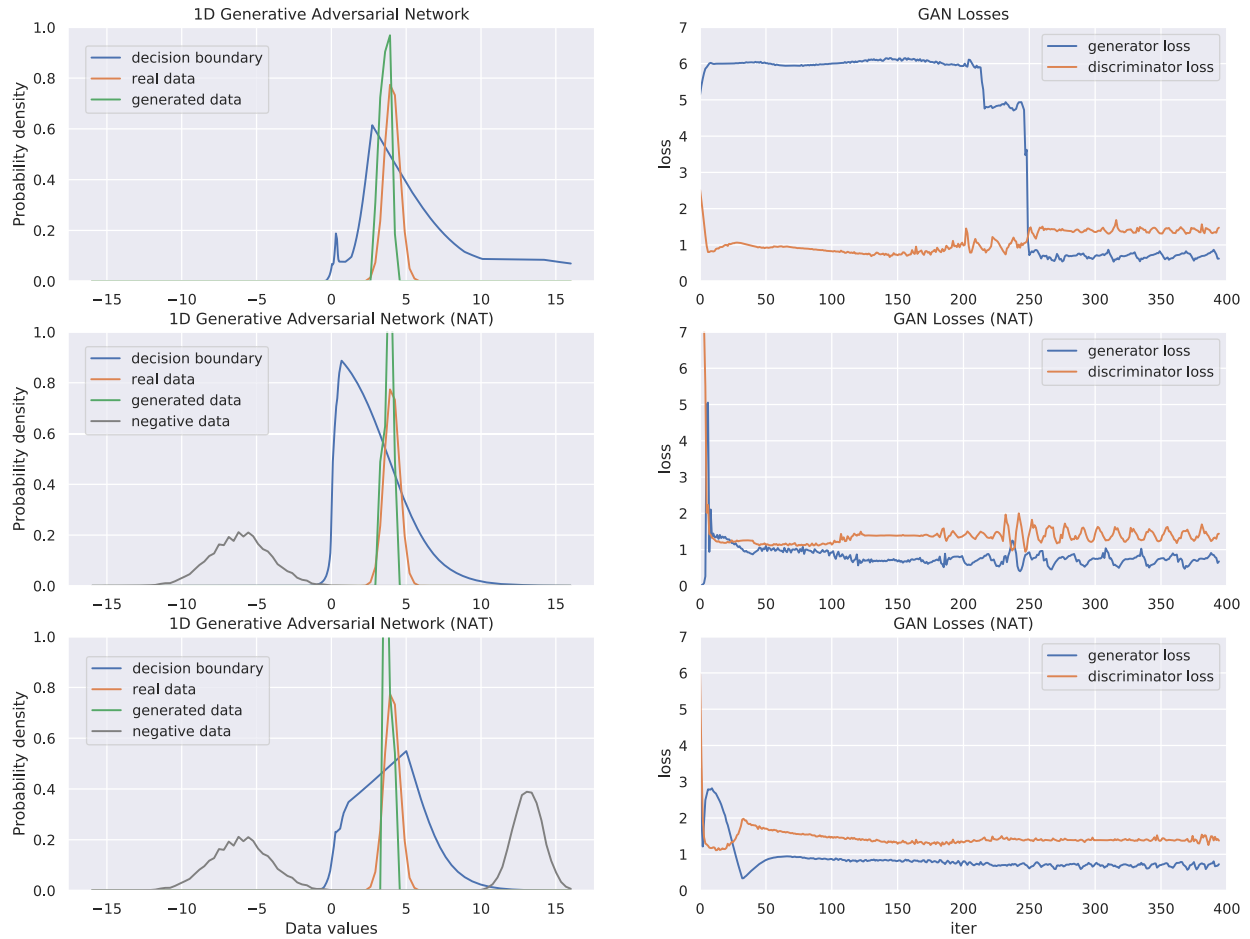 1D Generative Adversarial Network
Probability density
1.0
0.8
0.6
0.4
0.2
0.0
decision boundary
real data
generated data
−15 −10 −5 0 5 10 15
GAN Losses
loss
7
6
5
4
3
2
1
0
generator loss
discriminator loss
0 50 100 150 200 250 300 350 400
1D Generative Adversarial Network (NAT)
Probability density
1.0
0.8
0.6
0.4
0.2
0.0
decision boundary
real data
generated data
negative data
−15 −10 −5 0 5 10 15
GAN Losses (NAT)
loss
7
6
5
4
3
2
1
0
generator loss
discriminator loss
0 50 100 150 200 250 300 350 400
1D Generative Adversarial Network (NAT)
Probability density
1.0
0.8
0.6
0.4
0.2
0.0
decision boundary
real data
generated data
negative data
−15 −10 −5 0 5 10 15
Data values
GAN Losses (NAT)
loss
7
6
5
4
3
2
1
0
generator loss
discriminator loss
0 50 100 150 200 250 300 350 400
iter